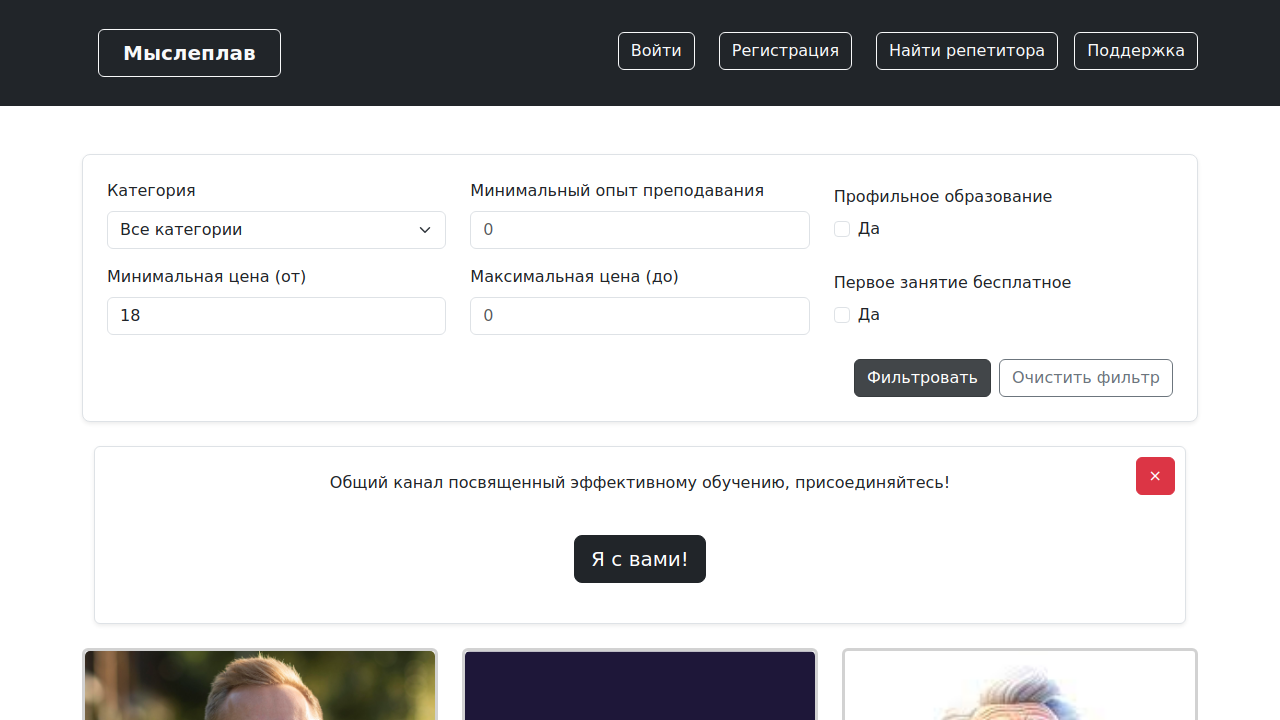 Мыслеплав
Войти
Регистрация
Найти репетитора
Поддержка
Категория
Все категории
Минимальный опыт преподавания
0
Профильное образование
Да
Минимальная цена (от)
18
Максимальная цена (до)
0
Первое занятие бесплатное
Да
Фильтровать
Очистить фильтр
Общий канал посвященный эффективному обучению, присоединяйтесь!
Я с вами!